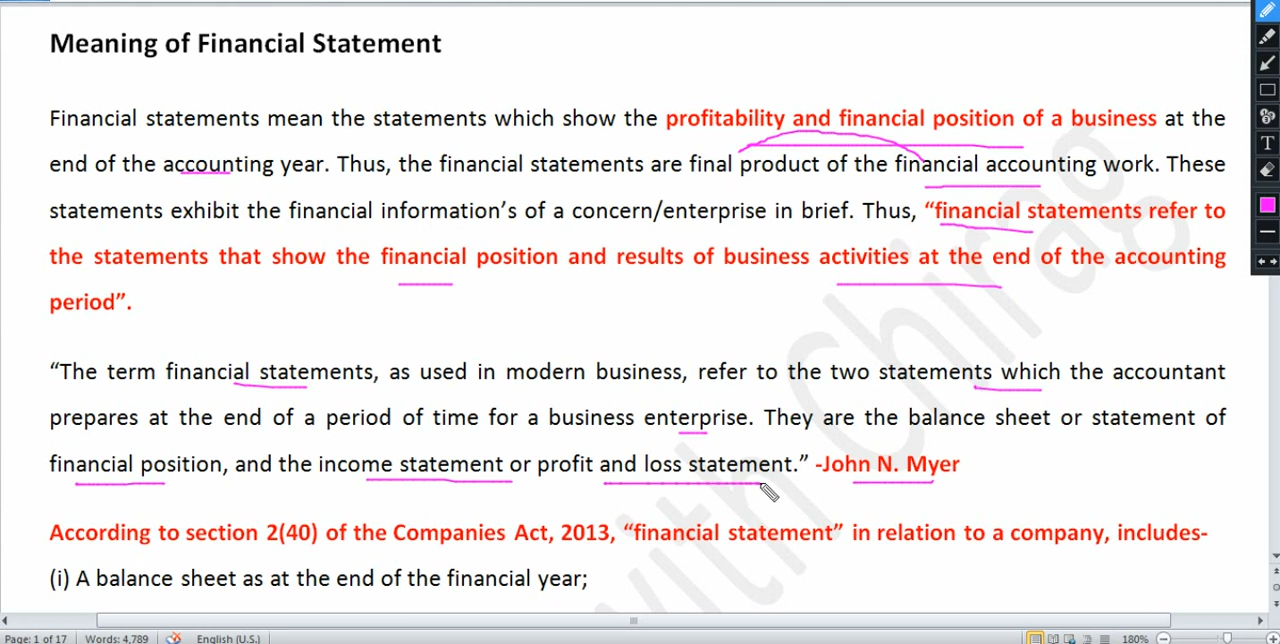 Meaning of Financial Statement
Financial statements mean the statements which show the profitability and financial position of a business at the
end of the accounting year. Thus, the financial statements are final product of the financial accounting work. These
statements exhibit the financial information’s of a concern/enterprise in brief. Thus, “financial statements refer to
the statements that show the financial position and results of business activities at the end of the accounting
period”.
“The term financial statements, as used in modern business, refer to the two statements which the accountant
prepares at the end of a period of time for a business enterprise. They are the balance sheet or statement of
financial position, and the income statement or profit and loss statement.” -John N. Myer
According to section 2(40) of the Companies Act, 2013, “financial statement” in relation to a company, includes-
(i) A balance sheet as at the end of the financial year;
with Chirag
Page: 1 of 17 Words: 4,789 English (U.S.) 180%